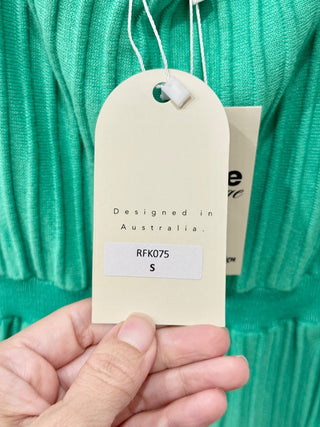 Designed in
Australia.
RFK075
S